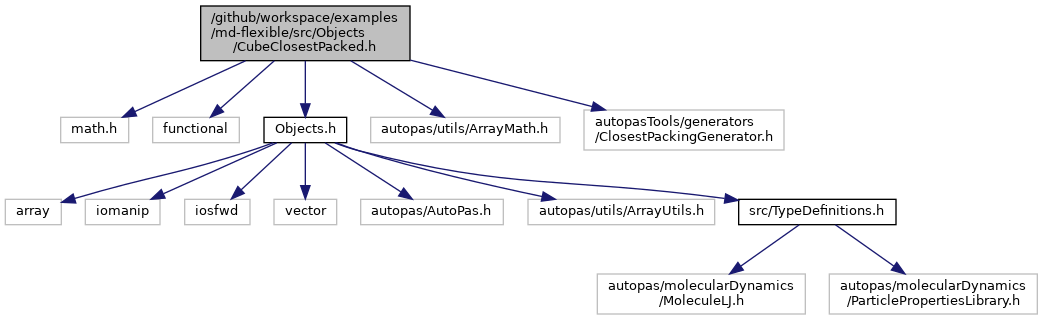 /github/workspace/examples
/md-flexible/src/Objects
/CubeClosestPacked.h
math.h
functional
Objects.h
autopas/utils/ArrayMath.h
autopasTools/generators
/ClosestPackingGenerator.h
array
iomanip
iosfwd
vector
autopas/AutoPas.h
autopas/utils/ArrayUtils.h
src/TypeDefinitions.h
autopas/molecularDynamics
/MoleculeLJ.h
autopas/molecularDynamics
/ParticlePropertiesLibrary.h